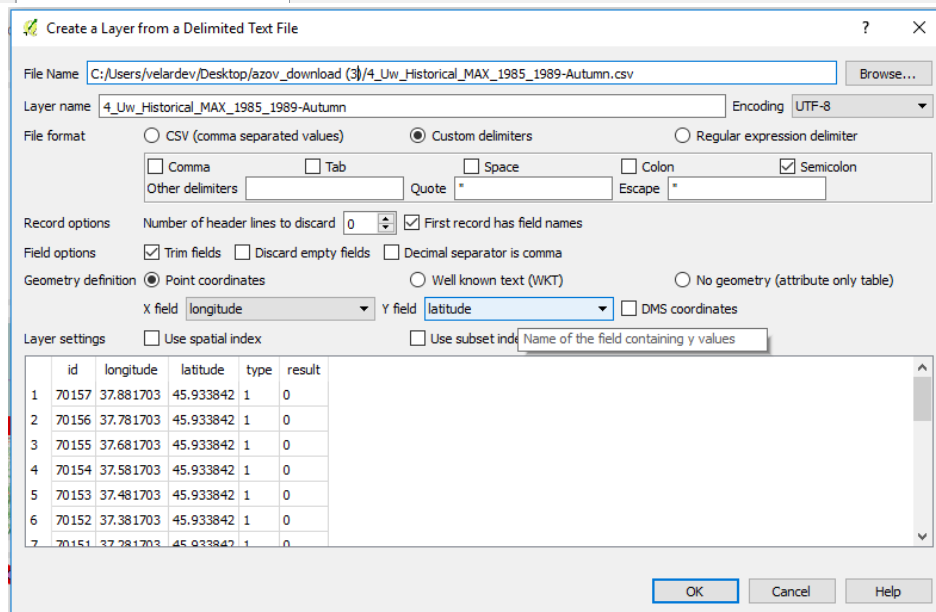 Create a Layer from a Delimited Text File ? ×
File Name C:/Users/velardev/Desktop/azov_download (3)/4_Uw_Historical_MAX_1985_1989-Autumn.csv Browse...
Layer name 4_Uw_Historical_MAX_1985_1989-Autumn Encoding UTF-8
File format CSV (comma separated values) Custom delimiters Regular expression delimiter
Comma Tab Space Colon Semicolon
Other delimiters Quote " Escape "
Record options Number of header lines to discard 0 First record has field names
Field options Trim fields Discard empty fields Decimal separator is comma
Geometry definition Point coordinates Well known text (WKT) No geometry (attribute only table)
X field longitude Y field latitude DMS coordinates
Layer settings Use spatial index Use subset inde
Name of the field containing y values
id longitude latitude type result
1 70157 37.881703 45.933842 1 0
2 70156 37.781703 45.933842 1 0
3 70155 37.681703 45.933842 1 0
4 70154 37.581703 45.933842 1 0
5 70153 37.481703 45.933842 1 0
6 70152 37.381703 45.933842 1 0
7 70151 37.281703 45.933842 1 0
OK Cancel Help